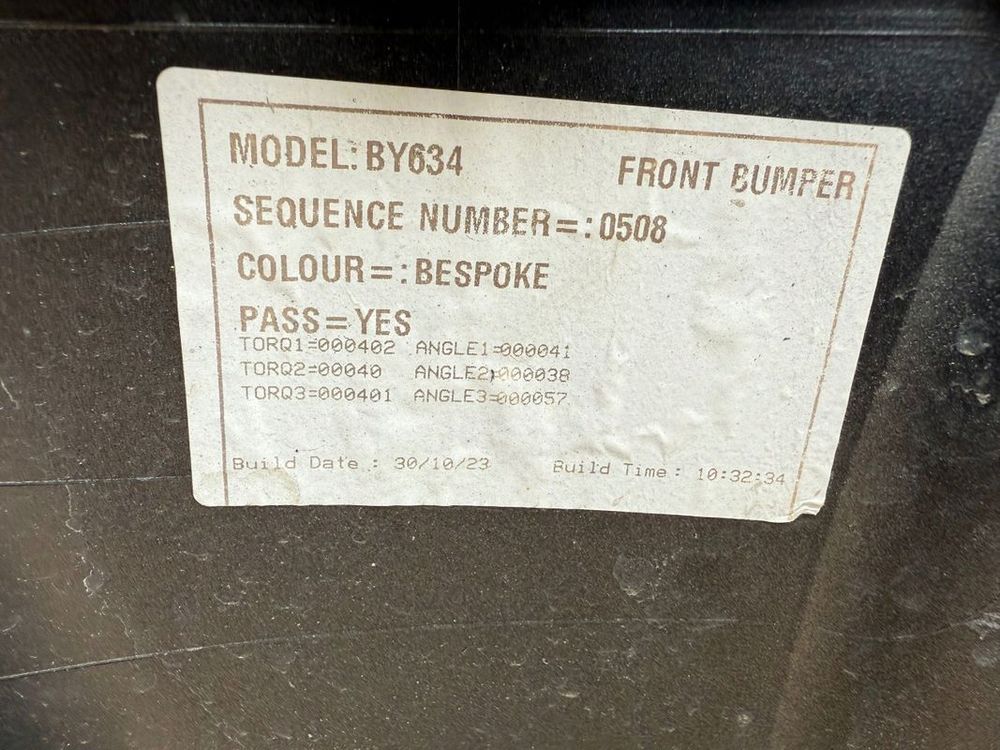 MODEL: BY634 FRONT BUMPER
SEQUENCE NUMBER=:0508
COLOUR=:BESPOKE
PASS=YES
TORQ1=000402 ANGLE1=000041
TORQ2=00040 ANGLE2=000038
TORQ3=000401 ANGLE3=000057
Build Date : 30/10/23 Build Time : 10:32:34